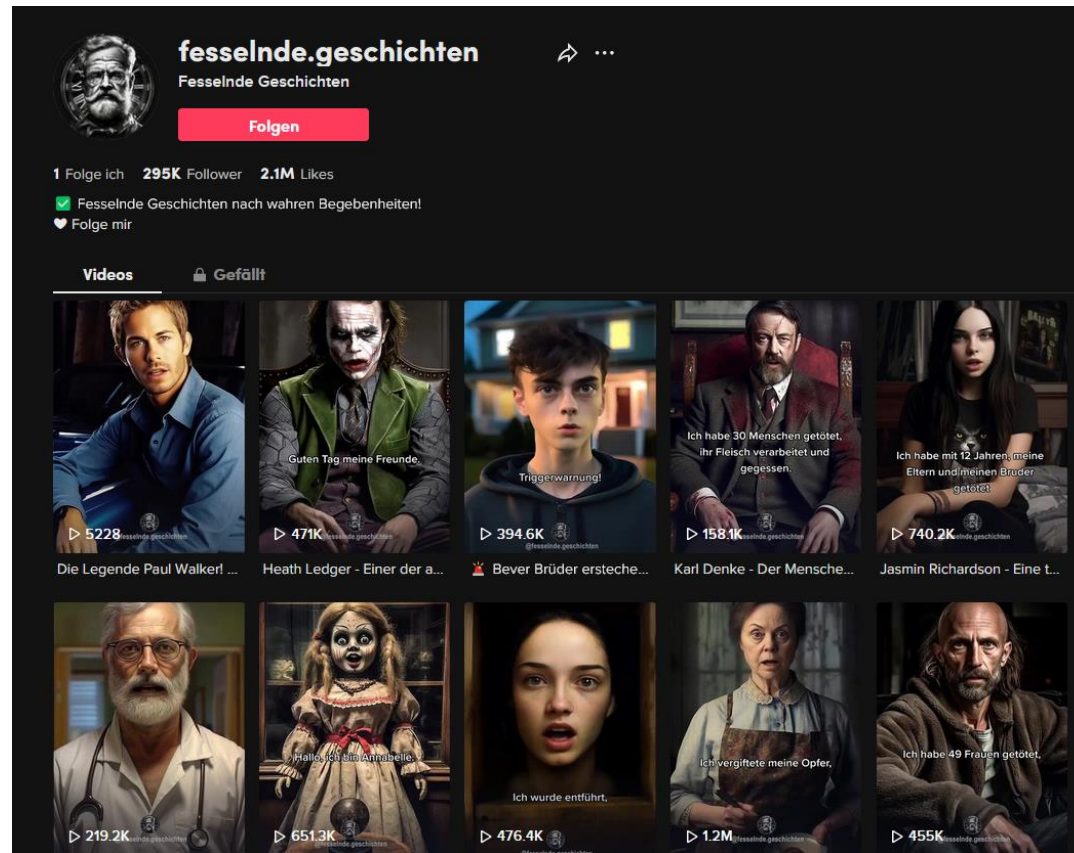 fesselnde.geschichten
Fesselnde Geschichten
Folgen
1 Folge ich 295K Follower 2.1M Likes
Fesselnde Geschichten nach wahren Begebenheiten!
Folge mir
Videos Gefällt
Guten Tag meine Freunde.
Triggerwarnung!
Ich habe 30 Menschen getötet,
ihr Fleisch verarbeitet und
gegessen.
Ich habe mit 12 Jahren, meine
Eltern und meinen Bruder
getötet
5228 471K 394.6K 158.1K 740.2K
@fesselnde.geschichten
Die Legende Paul Walker! ... Heath Ledger - Einer der a... Bever Brüder ersteche... Karl Denke - Der Mensche... Jasmin Richardson - Eine t...
Hallo, ich bin Annabelle.
Ich wurde entführt,
Ich vergiftete meine Opfer,
Ich habe 49 Frauen getötet,
219.2K 651.3K 476.4K 1.2M 455K